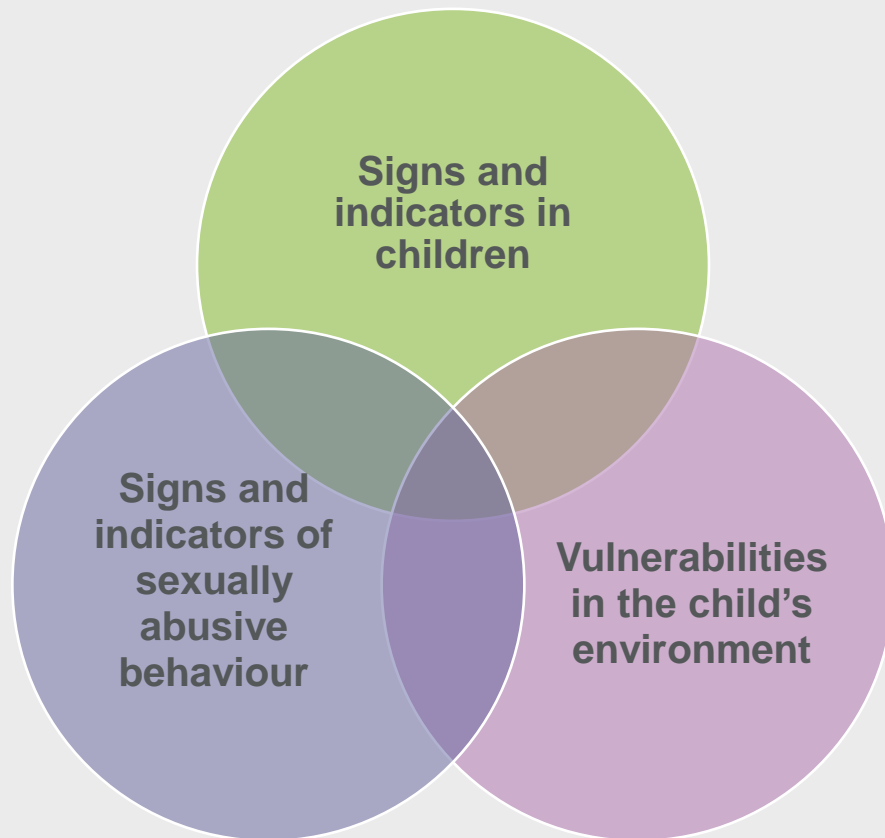 Signs and
indicators in
children
Signs and
indicators of
sexually
abusive
behaviour
Vulnerabilities
in the child’s
environment